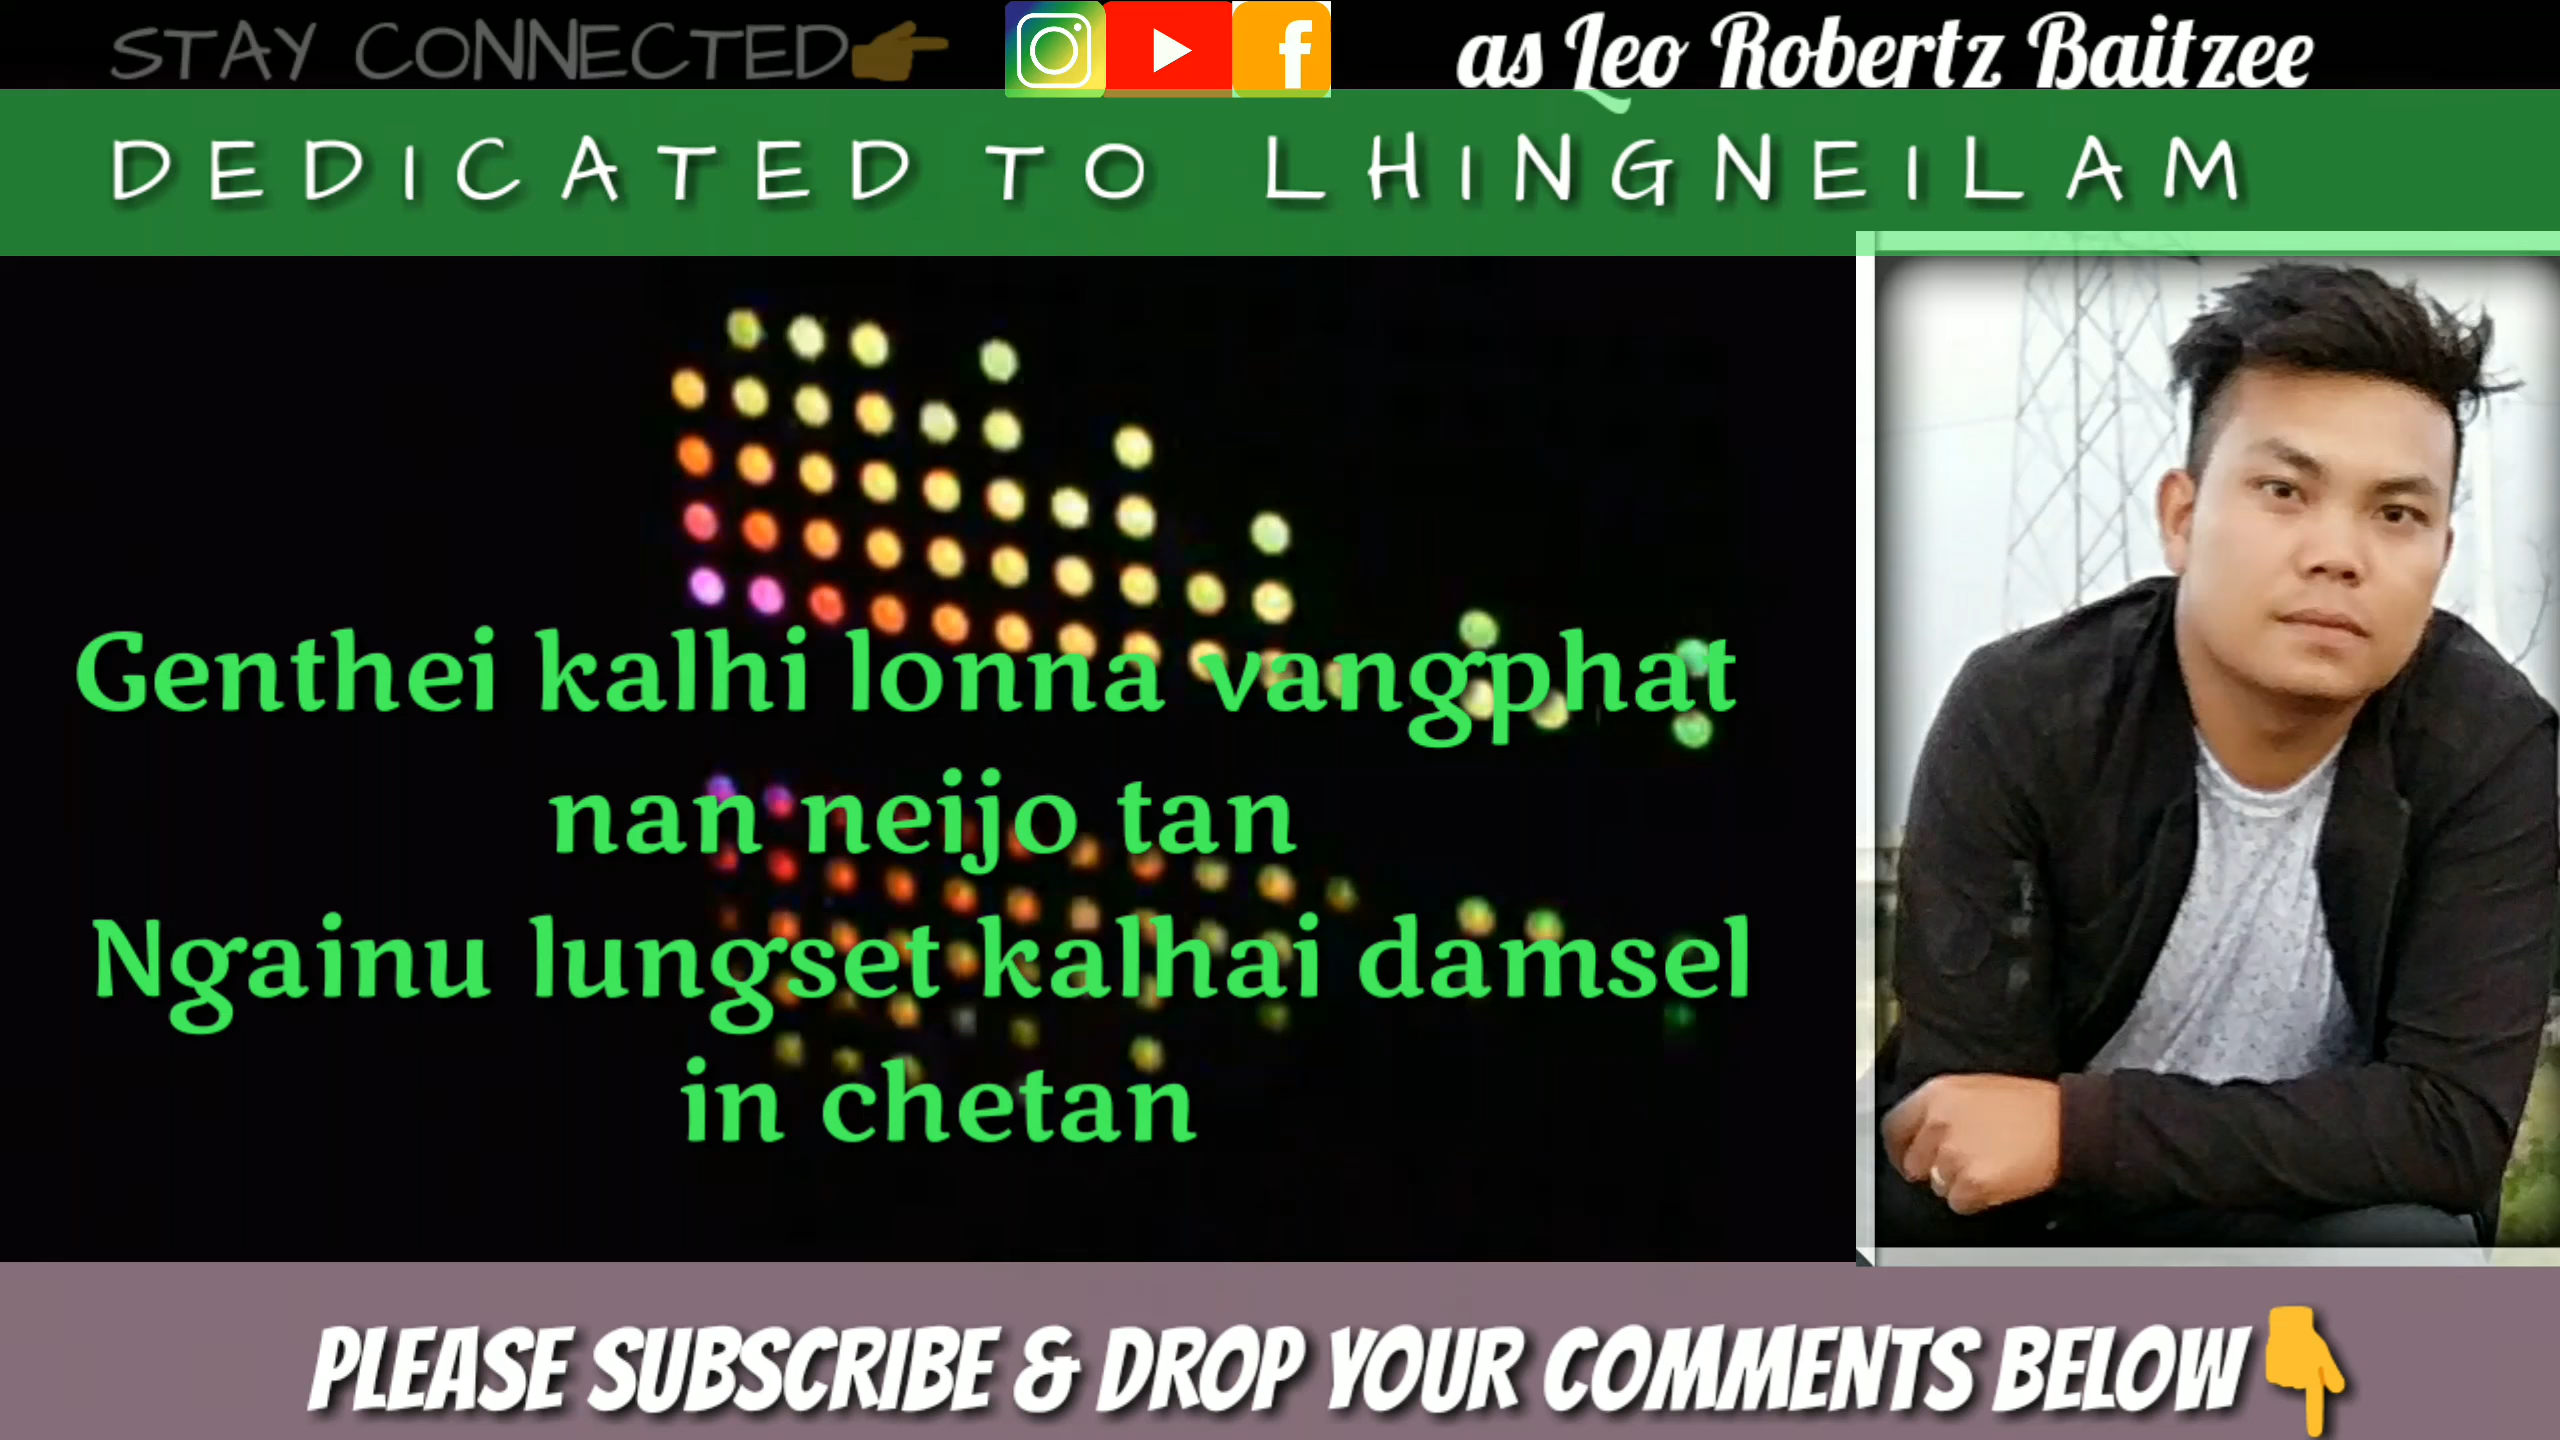 STAY CONNECTED
as Leo Robertz Baitzee
DEDICATED TO LHINGNEILAM
Genthei kalhi lonna vangphat
nan neijo tan
Ngainu lungset kalhai damsel
in chetan
PLEASE SUBSCRIBE & DROP YOUR COMMENTS BELOW